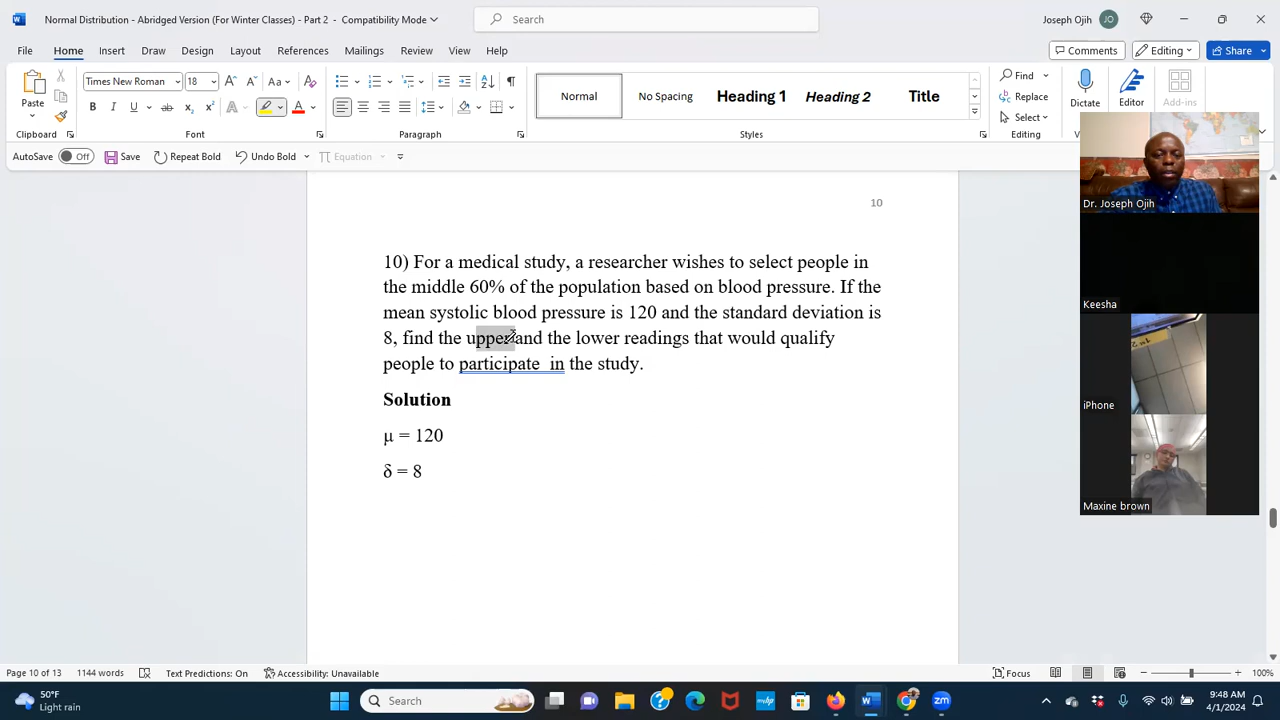 Normal Distribution - Abridged Version (For Winter Classes) - Part 2 - Compatibility Mode
Search
Joseph Ojih
JO
File Home Insert Draw Design Layout References Mailings Review View Help
Comments
Editing
Share
Paste
Clipboard
Times New Roman
18
Font
Paragraph
Normal
No Spacing
Heading 1
Heading 2
Title
Styles
Find
Replace
Select
Editing
Dictate
Editor
Add-ins
AutoSave Off Save Repeat Bold Undo Bold Equation
10
10) For a medical study, a researcher wishes to select people in
the middle 60% of the population based on blood pressure. If the
mean systolic blood pressure is 120 and the standard deviation is
8, find the upper and the lower readings that would qualify
people to participate in the study.
Solution
μ = 120
δ = 8
Dr. Joseph Ojih
Keesha
iPhone
Maxine brown
Page 10 of 13 1144 words Text Predictions: On Accessibility: Unavailable
Focus
100%
50°F
Light rain
Search
9:48 AM
4/1/2024